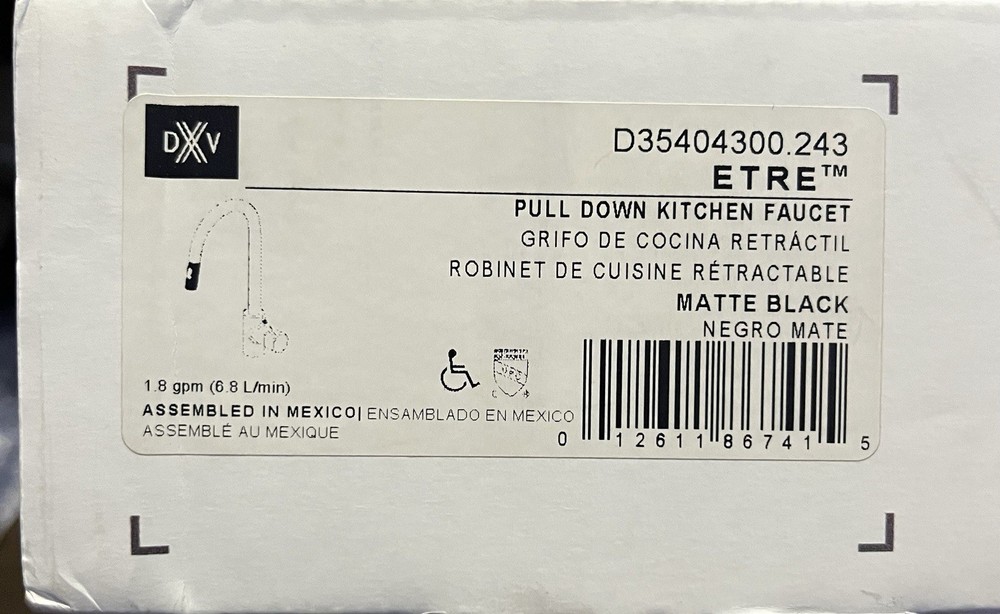 DXV
D35404300.243
ETRE™
PULL DOWN KITCHEN FAUCET
GRIFO DE COCINA RETRÁCTIL
ROBINET DE CUISINE RÉTRACTABLE
MATTE BLACK
NEGRO MATE
1.8 gpm (6.8 L/min)
ASSEMBLED IN MEXICO| ENSAMBLADO EN MEXICO
ASSEMBLÉ AU MEXIQUE
0 12611 86741 5